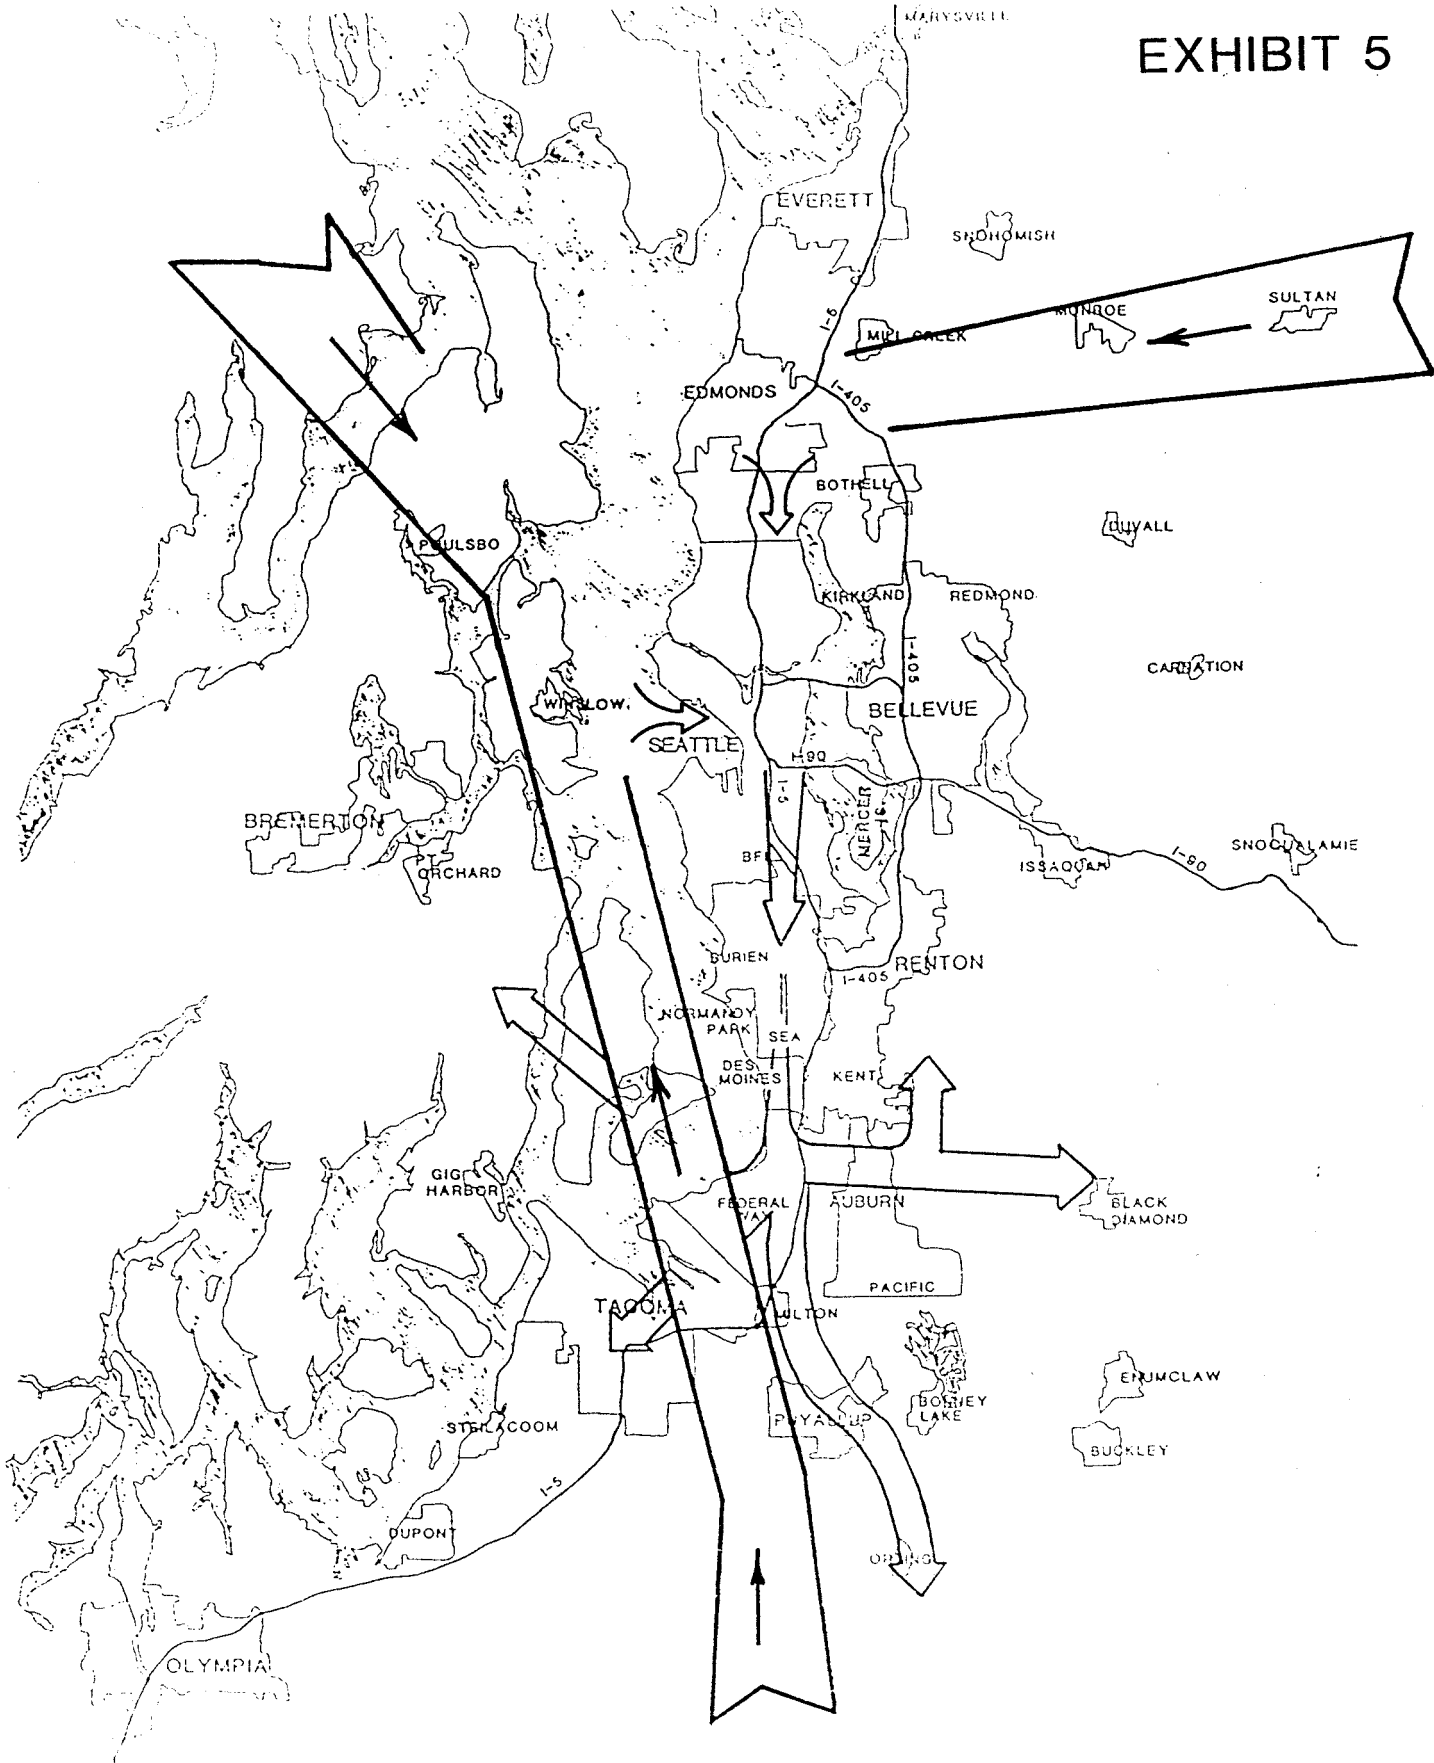 MARYSVILLE
EXHIBIT 5
EVERETT
SNOHOMISH
SULTAN
MONROE
I-5
MILL CREEK
EDMONDS
I-405
BOTHELL
DUVALL
POULSBO
KIRKLAND
REDMOND
I-405
CARNATION
WINSLOW
BELLEVUE
SEATTLE
I-90
I-5
MERCER
IS
BREMERTON
BFI
SNOQUALAMIE
I-90
ISSAQUAH
PT.
ORCHARD
BURIEN
RENTON
I-405
NORMANDY
PARK
SEA
DES
MOINES
KENT
GIG
HARBOR
FEDERAL
WAY
AUBURN
BLACK
DIAMOND
PACIFIC
TACOMA
ENUMCLAW
BONNEY
LAKE
PUYALLUP
STEILACOOM
BUCKLEY
I-5
DUPONT
ORTING
OLYMPIA